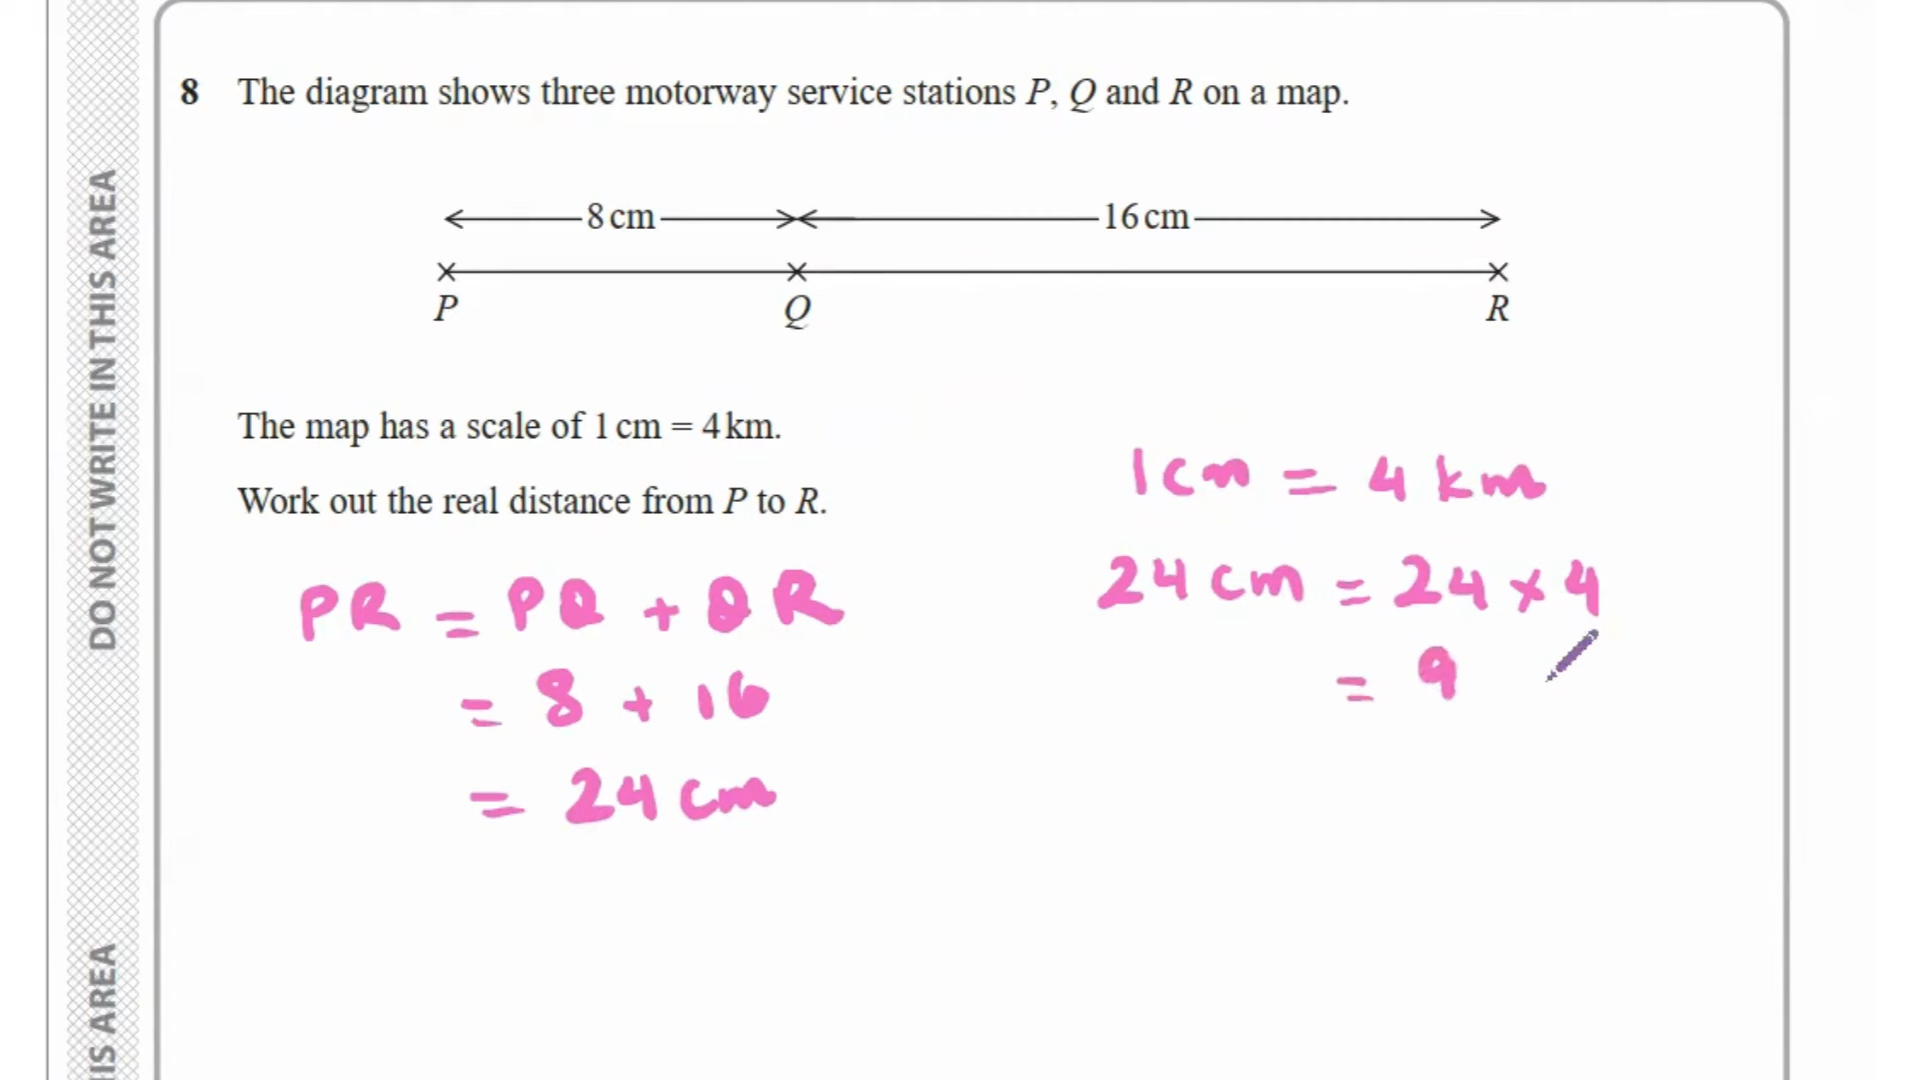 DO NOT WRITE IN THIS AREA
8 The diagram shows three motorway service stations P, Q and R on a map.
8 cm 16 cm
P Q R
The map has a scale of 1 cm = 4 km.
Work out the real distance from P to R.
PR = PQ + QR
= 8 + 16
= 24 cm
1 cm = 4 km
24 cm = 24 × 4
= 9
IS AREA